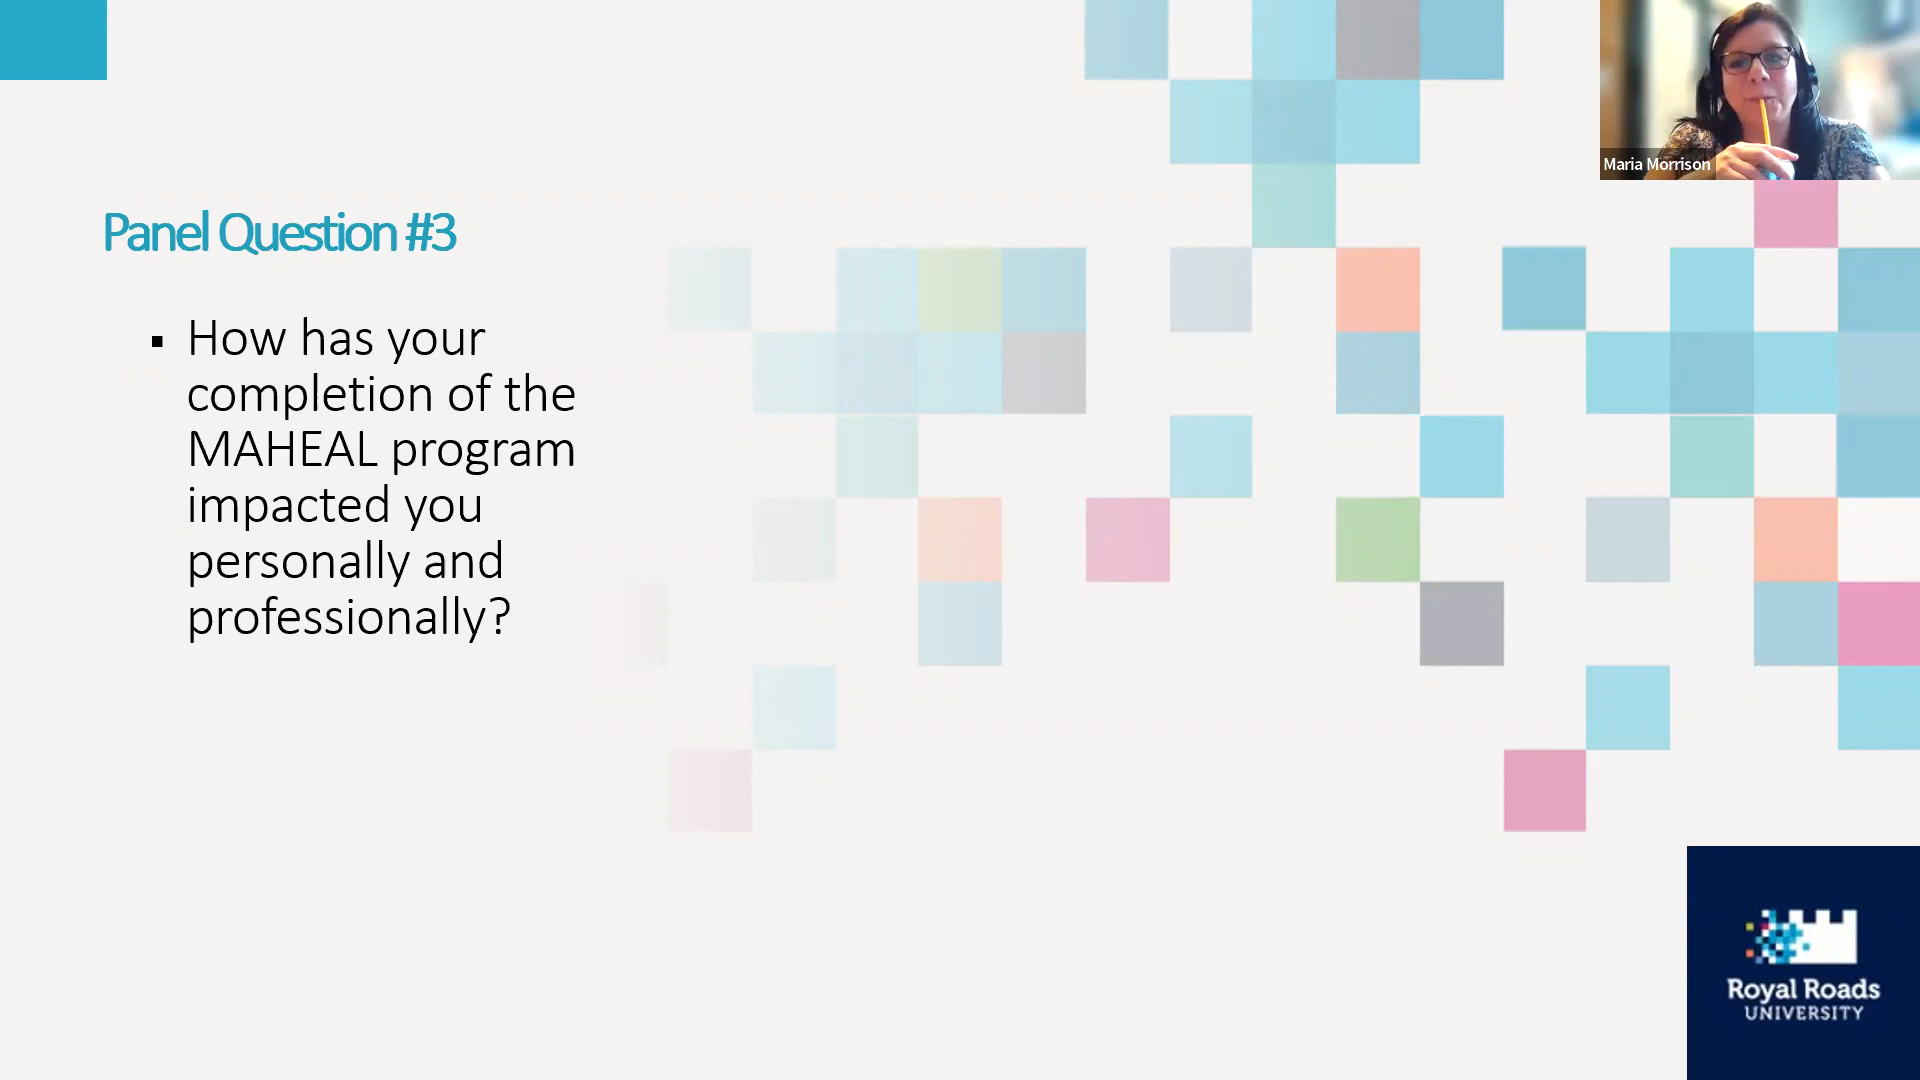 Maria Morrison
Panel Question #3
▪ How has your
completion of the
MAHEAL program
impacted you
personally and
professionally?
Royal Roads
UNIVERSITY